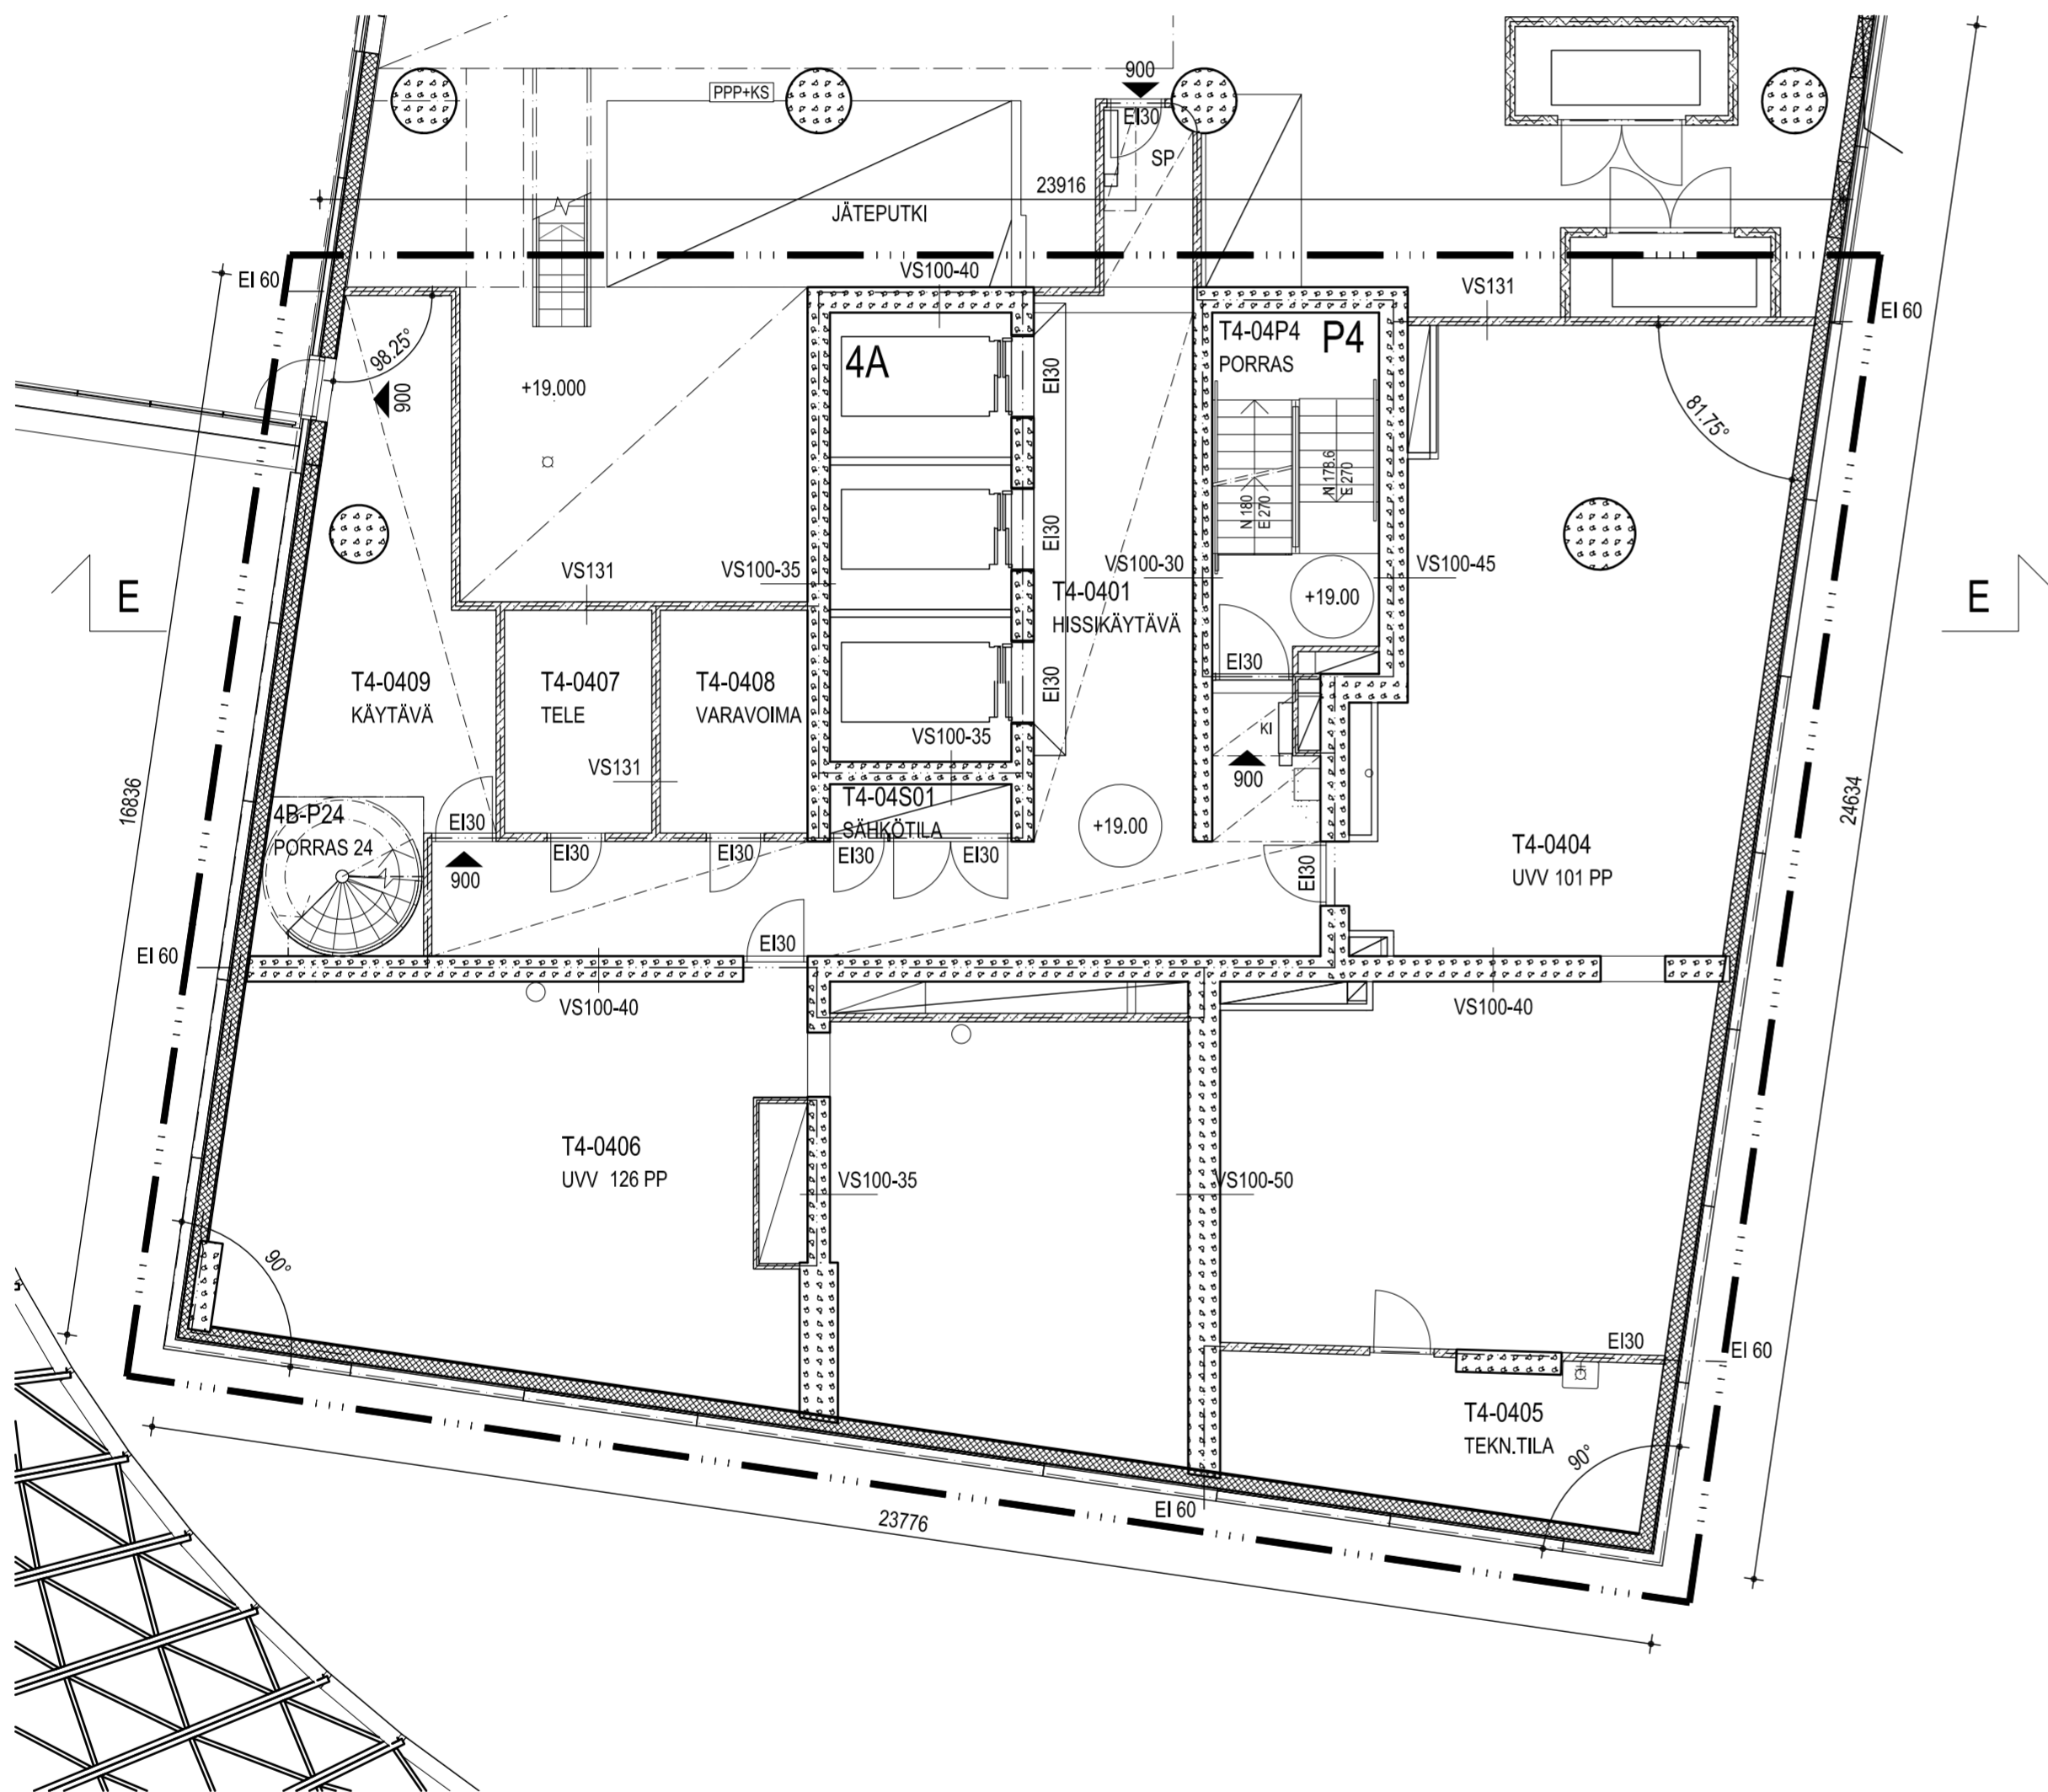 900
PPP+KS
EI30
SP
23916
JÄTEPUTKI
VS100-40
EI 60
VS131
EI 60
T4-04P4
P4
PORRAS
4A
98.25°
900
+19.000
EI30
81.75°
N 180
E 270
N 178.6
E 270
EI30
VS131
VS100-35
VS100-30
VS100-45
E
T4-0401
HISSIKÄYTÄVÄ
+19.00
E
EI30
T4-0409
KÄYTÄVÄ
T4-0407
TELE
T4-0408
VARAVOIMA
EI30
KI
VS100-35
VS131
900
16836
24634
4B-P24
PORRAS 24
EI30
T4-04S01
SÄHKÖTILA
+19.00
EI30
EI30
EI30
EI30
900
EI30
T4-0404
UVV 101 PP
EI30
EI 60
VS100-40
VS100-40
T4-0406
UVV 126 PP
VS100-35
VS100-50
90°
EI30
EI 60
T4-0405
TEKN.TILA
90°
EI 60
23776